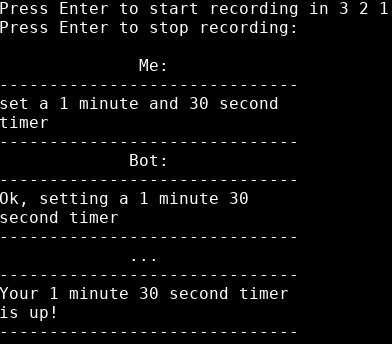 Press Enter to start recording in 3 2 1
Press Enter to stop recording:
Me:
------------------------------
set a 1 minute and 30 second
timer
------------------------------
Bot:
------------------------------
Ok, setting a 1 minute 30
second timer
------------------------------
...
------------------------------
Your 1 minute 30 second timer
is up!
------------------------------